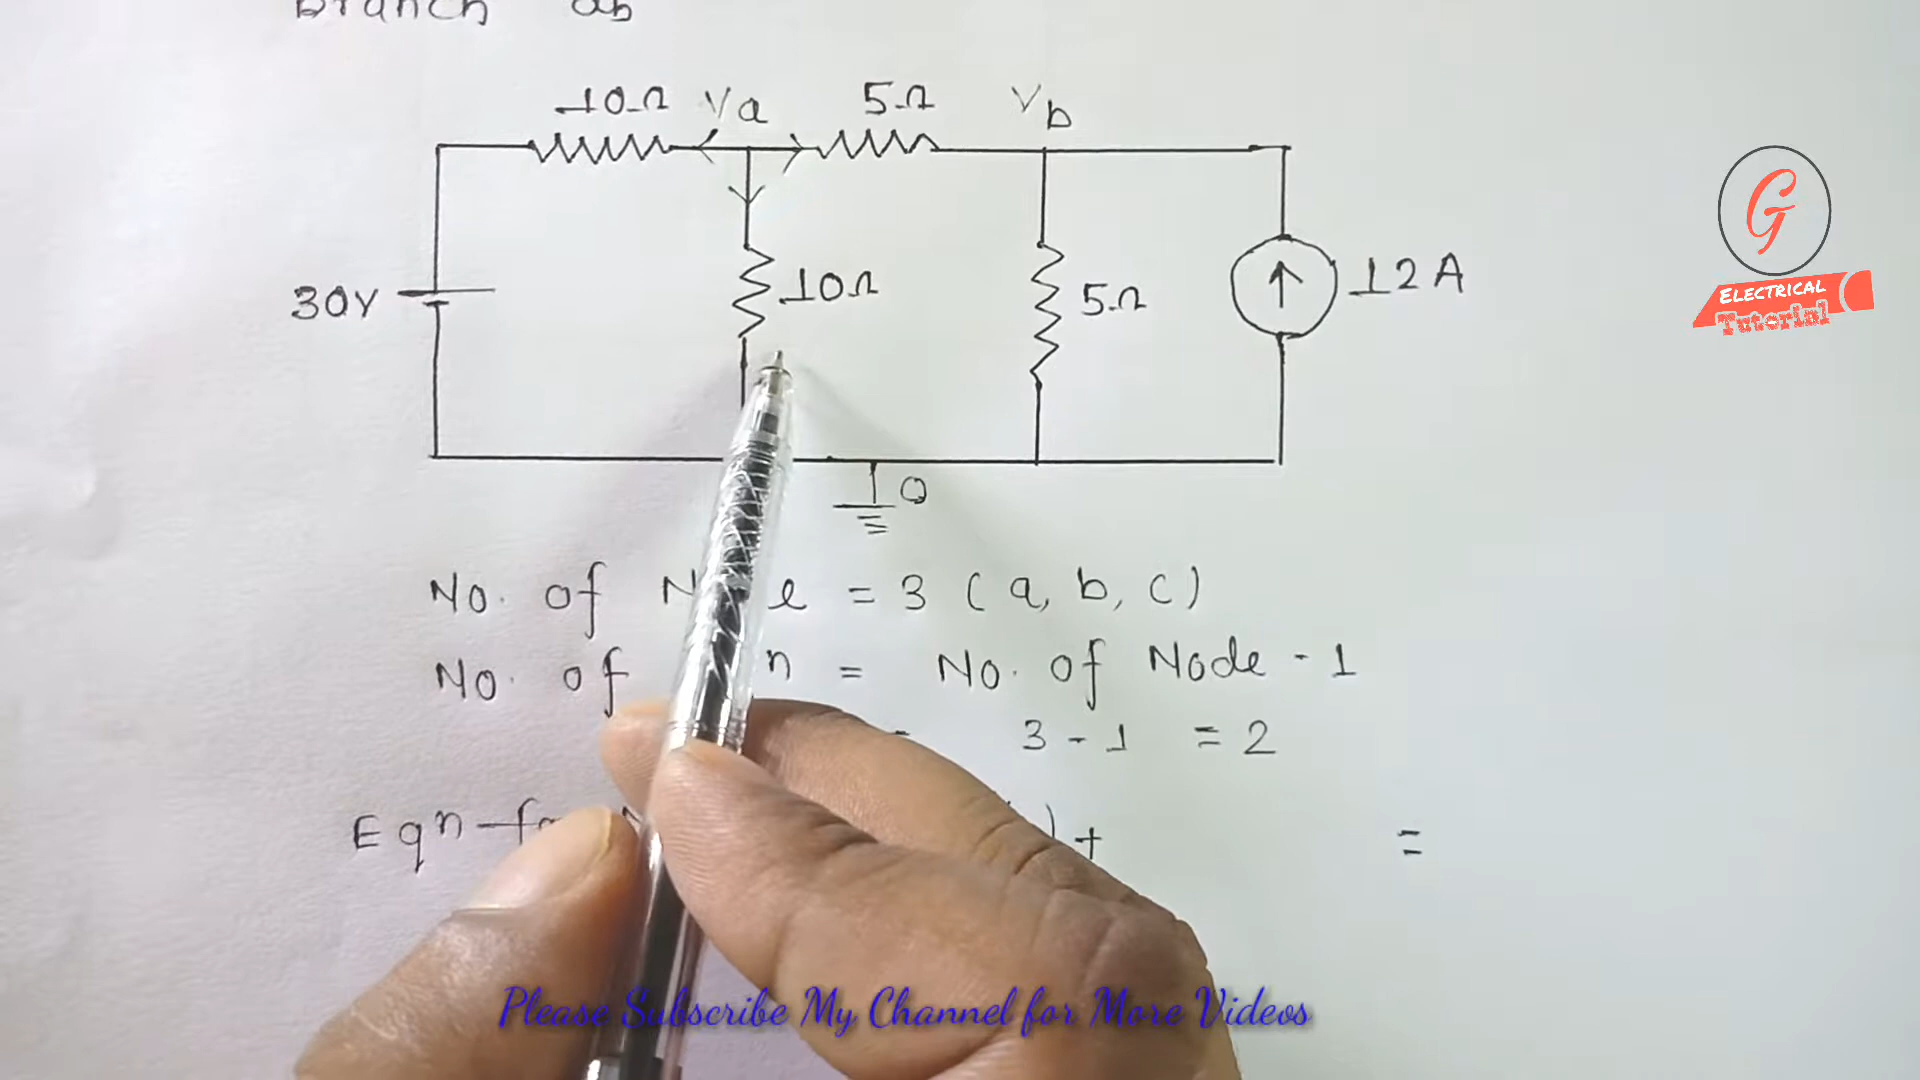 branch ab
10Ω Va 5Ω Vb
30V
10Ω
5Ω
12A
0
G
ELECTRICAL
Tutorial
No. of = 3 (a, b, c)
No. of = No. of Node - 1
3 - 1 = 2
Eqn + =
Please Subscribe My Channel for More Videos